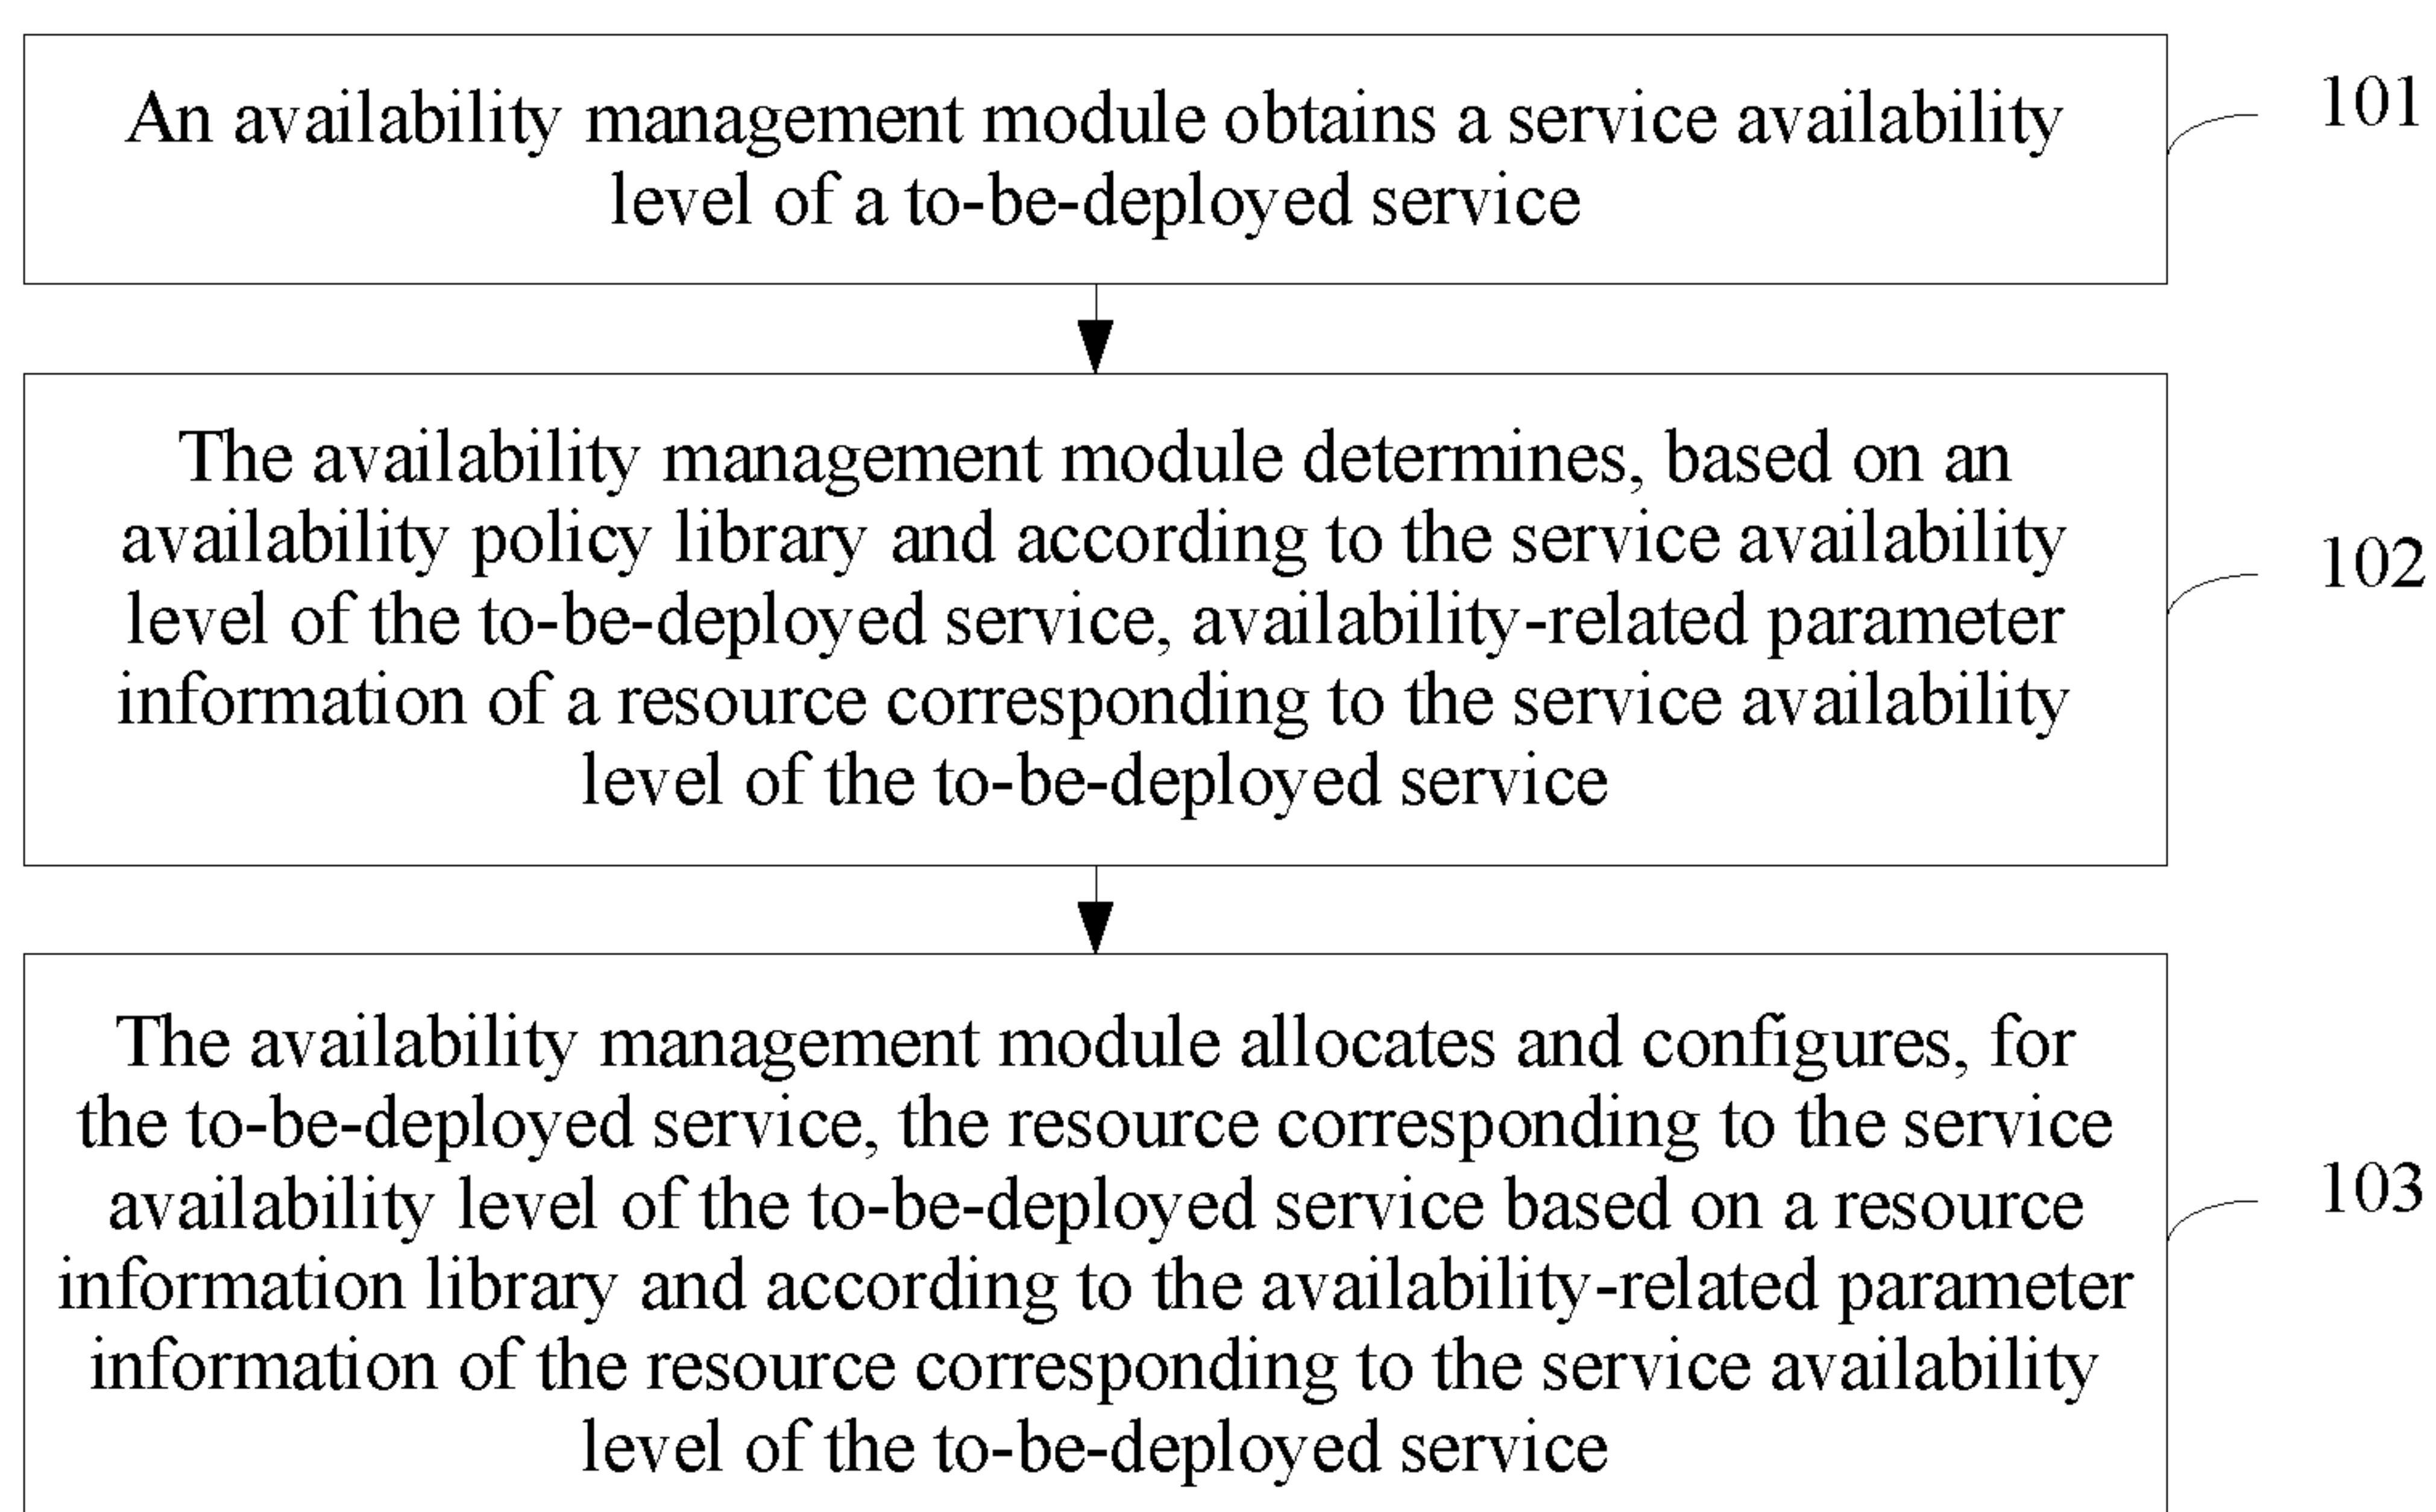 An availability management module obtains a service availability
level of a to-be-deployed service
101
The availability management module determines, based on an
availability policy library and according to the service availability
level of the to-be-deployed service, availability-related parameter
information of a resource corresponding to the service availability
level of the to-be-deployed service
102
The availability management module allocates and configures, for
the to-be-deployed service, the resource corresponding to the service
availability level of the to-be-deployed service based on a resource
information library and according to the availability-related parameter
information of the resource corresponding to the service availability
level of the to-be-deployed service
103